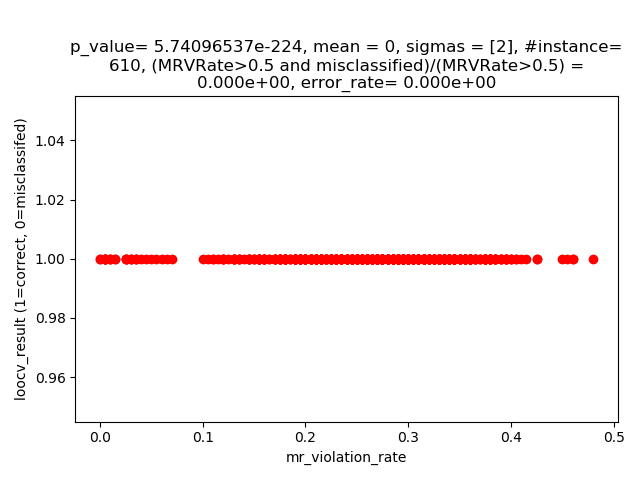 p_value= 5.74096537e-224, mean = 0, sigmas = [2], #instance=
610, (MRVRate>0.5 and misclassified)/(MRVRate>0.5) =
0.000e+00, error_rate= 0.000e+00
1.04
1.02
1.00
0.98
0.96
loocv_result (1=correct, 0=misclassifed)
0.0 0.1 0.2 0.3 0.4 0.5
mr_violation_rate